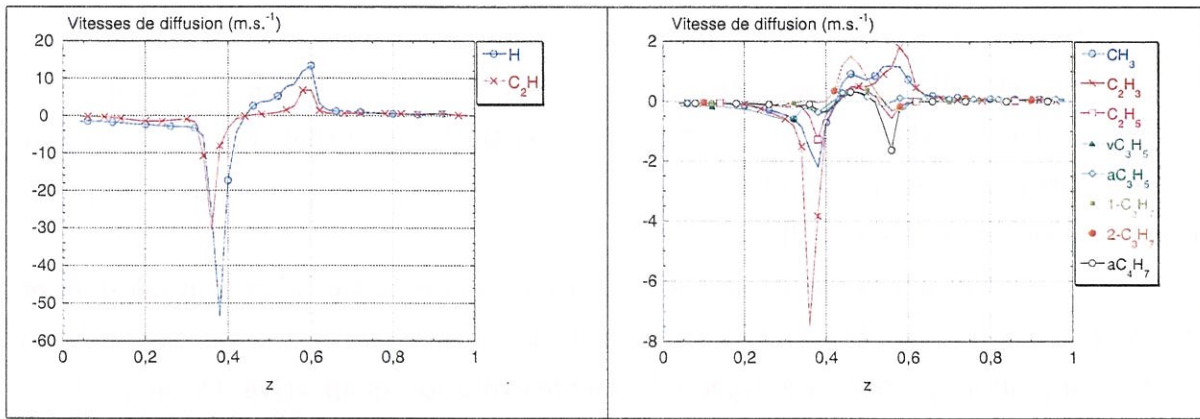 Vitesses de diffusion (m.s.⁻¹)
20
10
0
-10
-20
-30
-40
-50
-60
0
0,2
0,4
0,6
0,8
1
z
H
C₂H
Vitesse de diffusion (m.s.⁻¹)
2
0
-2
-4
-6
-8
0
0,2
0,4
0,6
0,8
1
z
CH₃
C₂H₃
C₂H₅
vC₃H₅
aC₃H₅
2-C₃H₇
aC₄H₇